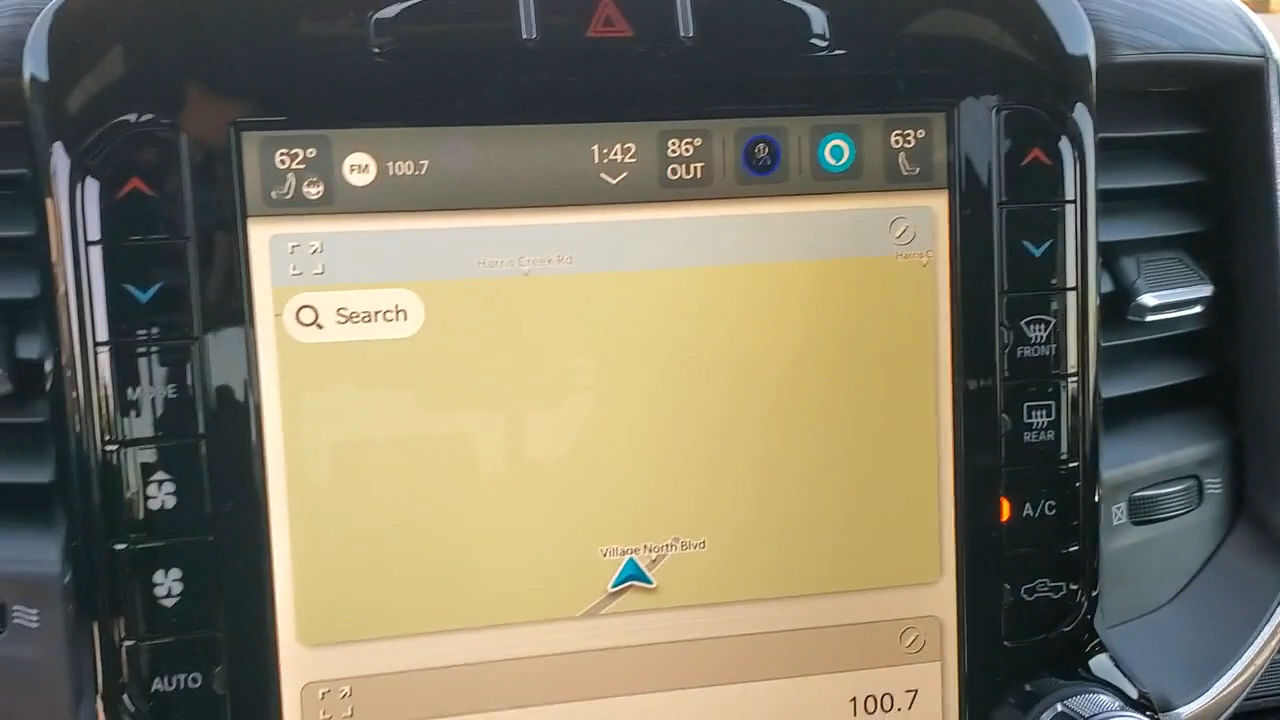 62°
FM
100.7
1:42
86°
OUT
63°
Harris Creek Rd
Harris C
Search
Village North Blvd
100.7
MODE
AUTO
FRONT
REAR
A/C